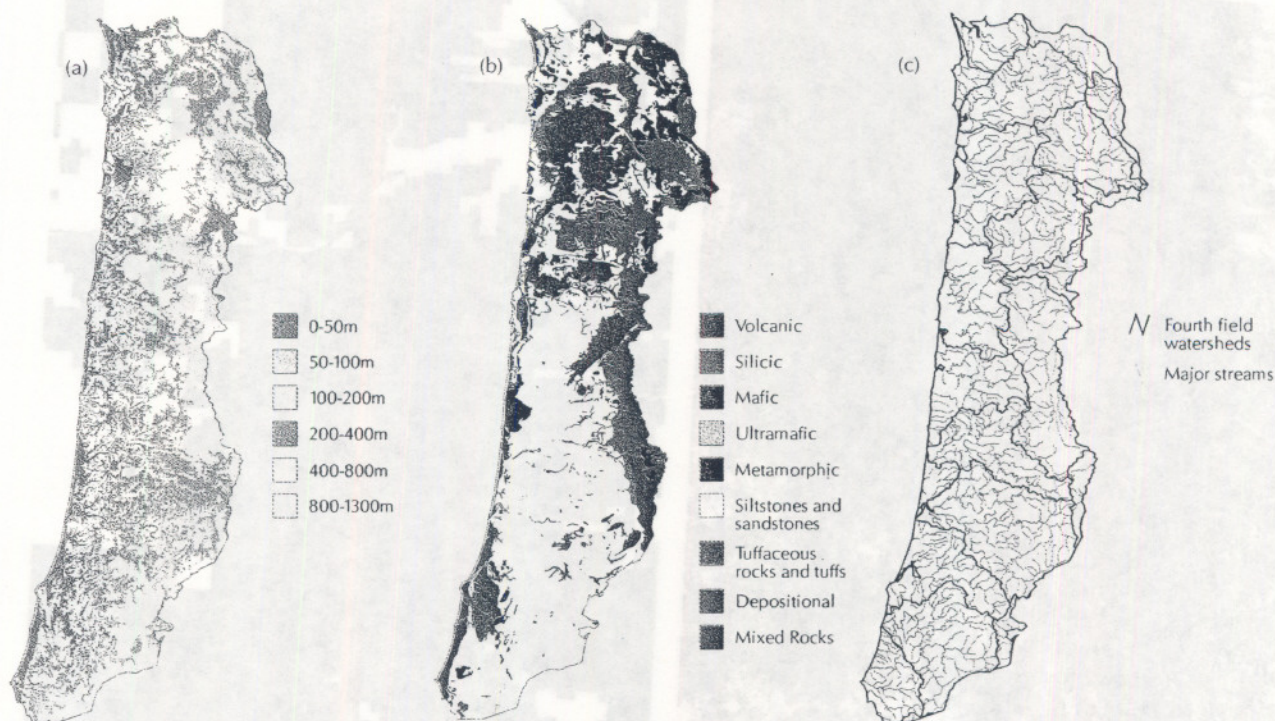 (a)
0-50m
50-100m
100-200m
200-400m
400-800m
800-1300m
(b)
Volcanic
Silicic
Mafic
Ultramafic
Metamorphic
Siltstones and
sandstones
Tuffaceous
rocks and tuffs
Depositional
Mixed Rocks
(c)
Fourth field
watersheds
Major streams